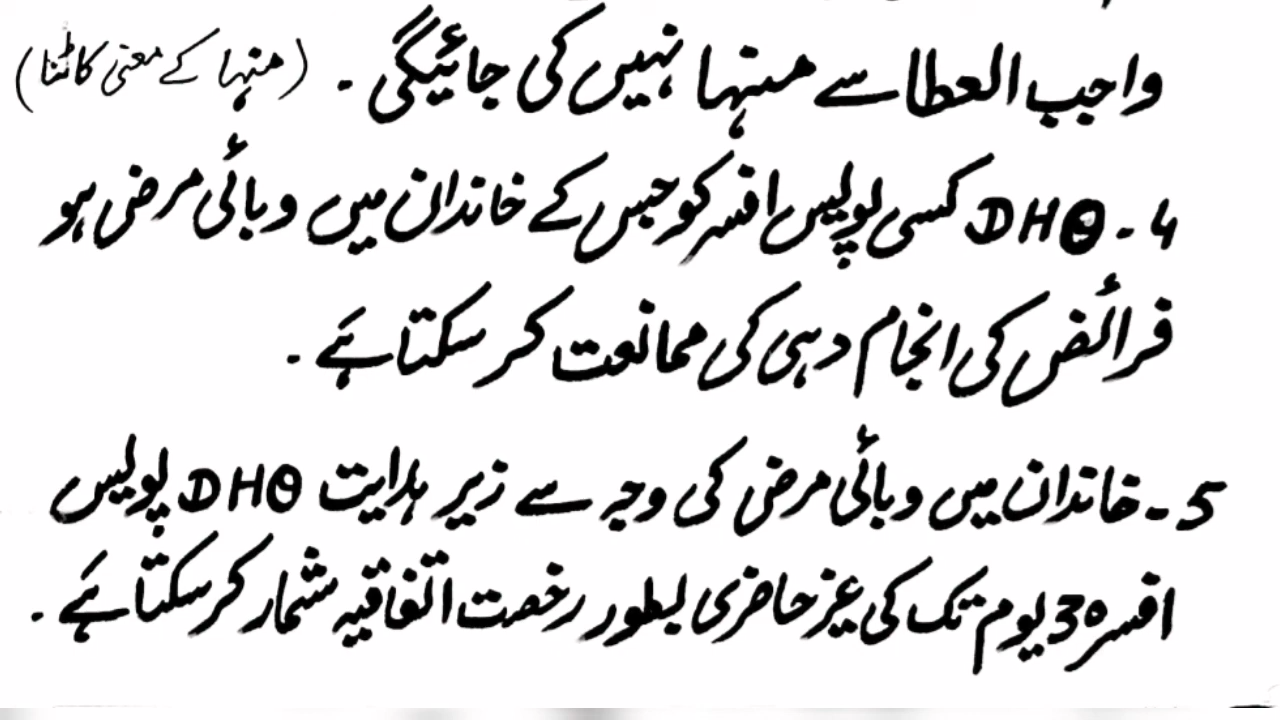 واجب العطا سے منہا نہیں کی جائیگی ۔ (منہا کے معنی کاٹنا)
4 ۔ DHO کسی پولیس افسر کو جس کے خاندان میں وبائی مرض ہو
فرائض کی انجام دہی کی ممانعت کر سکتا ہے ۔
5 ۔ خاندان میں وبائی مرض کی وجہ سے زیر ہدایت DHO پولیس
افسر 30 یوم تک کی غیر حاضری بطور رخصت اتفاقیہ شمار کر سکتا ہے ۔